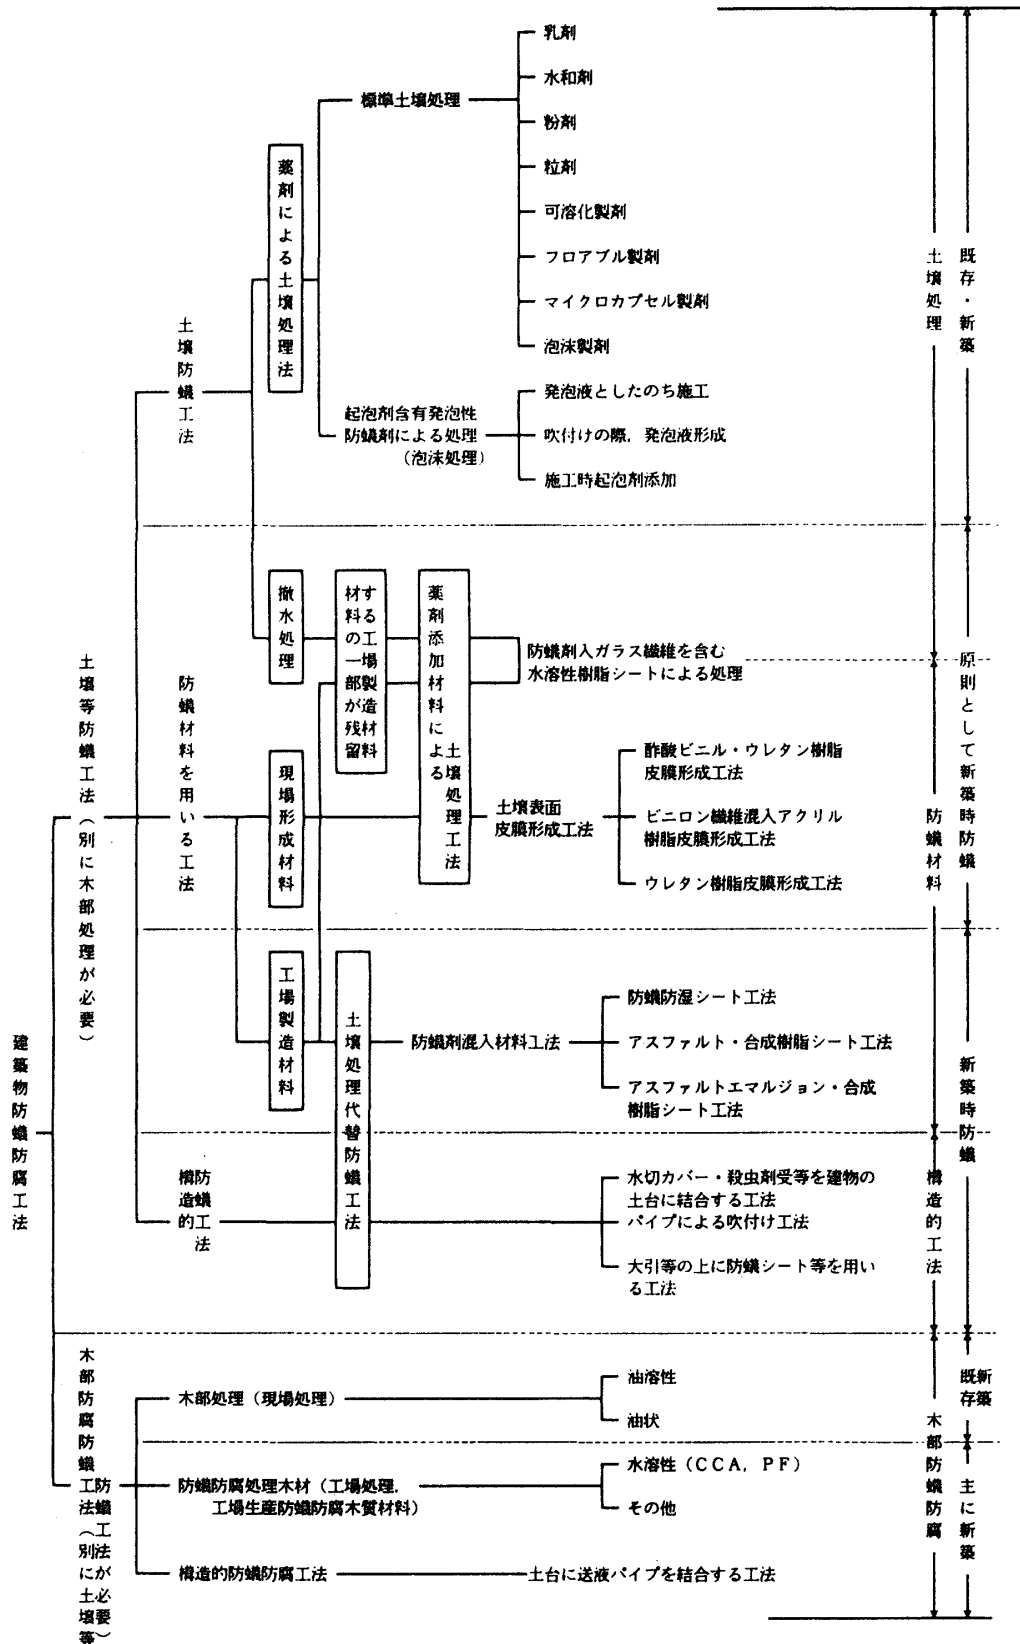 建築物防蟻防腐工法
土壌等防蟻工法(別に木部処理が必要)
土壌防蟻工法
薬剤による土壌処理法
標準土壌処理
乳剤
水和剤
粉剤
粒剤
可溶化製剤
フロアブル製剤
マイクロカプセル製剤
泡沫製剤
起泡剤含有発泡性
防蟻剤による処理
(泡沫処理)
発泡液としたのち施工
吹付けの際,発泡液形成
施工時起泡剤添加
撒水処理
材料の一部が残留
する工場製造材料
薬剤添加材料による
土壌処理工法
防蟻剤入ガラス繊維を含む
水溶性樹脂シートによる処理
防蟻材料を用いる工法
現場形成材料
土壌表面
皮膜形成工法
酢酸ビニル・ウレタン樹脂
皮膜形成工法
ビニロン繊維混入アクリル
樹脂皮膜形成工法
ウレタン樹脂皮膜形成工法
工場製造材料
土壌処理代替防蟻工法
防蟻剤混入材料工法
防蟻防湿シート工法
アスファルト・合成樹脂シート工法
アスファルトエマルジョン・合成
樹脂シート工法
構造的
防蟻工法
水切カバー・殺虫剤受等を建物の
土台に結合する工法
パイプによる吹付け工法
大引等の上に防蟻シート等を用い
る工法
木部防腐防蟻工法(別に土壌等
防蟻工法が必要)
木部処理(現場処理)
油溶性
油状
防蟻防腐処理木材(工場処理,
工場生産防蟻防腐木質材料)
水溶性(CCA,PF)
その他
構造的防蟻防腐工法
土台に送液パイプを結合する工法
土壌処理
防蟻材料
構造的工法
木部防蟻防腐
既存・新築
原則として新築時防蟻
新築時防蟻
既存
新築
主に新築